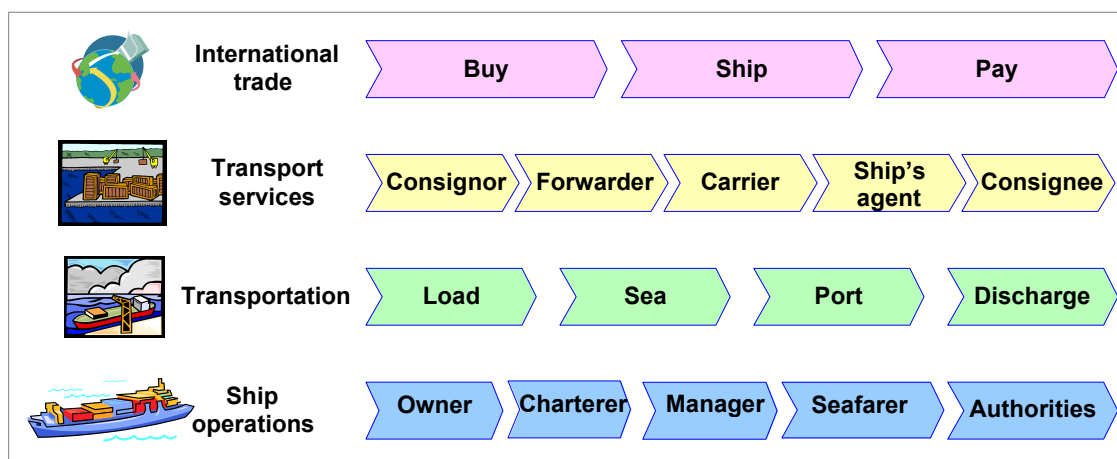 International
trade
Buy
Ship
Pay
Transport
services
Consignor
Forwarder
Carrier
Ship's
agent
Consignee
Transportation
Load
Sea
Port
Discharge
Ship
operations
Owner
Charterer
Manager
Seafarer
Authorities